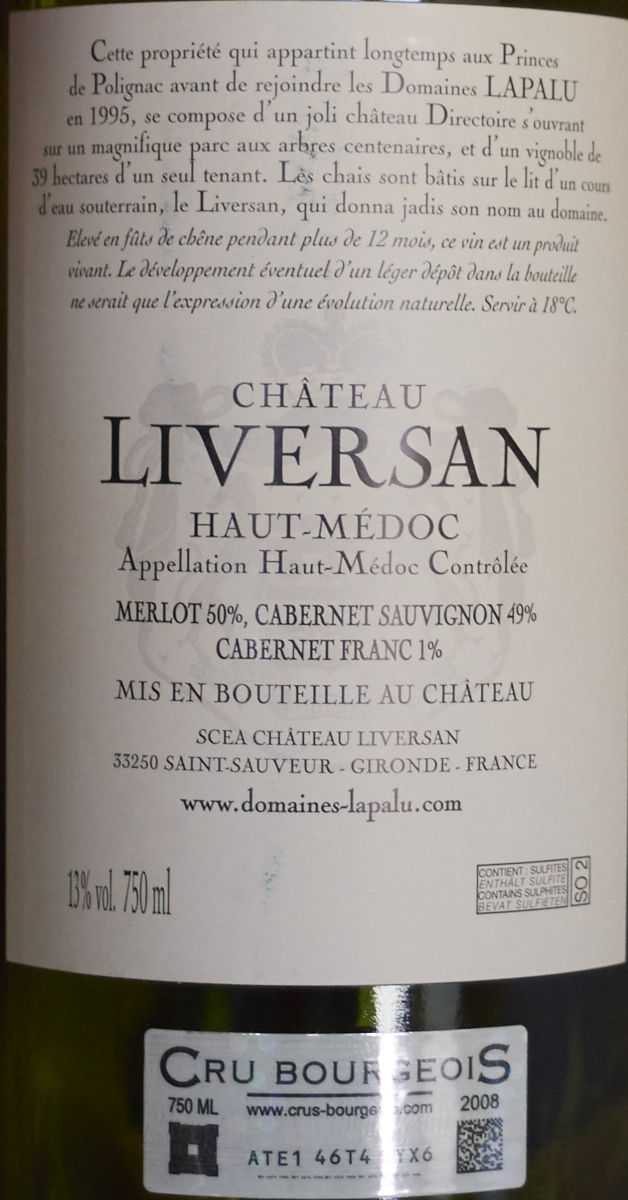 Cette propriété qui appartint longtemps aux Princes
de Polignac avant de rejoindre les Domaines LAPALU
en 1995, se compose d'un joli château Directoire s'ouvrant
sur un magnifique parc aux arbres centenaires, et d'un vignoble de
39 hectares d'un seul tenant. Les chais sont bâtis sur le lit d'un cours
d'eau souterrain, le Liversan, qui donna jadis son nom au domaine.
Elevé en fûts de chêne pendant plus de 12 mois, ce vin est un produit
vivant. Le développement éventuel d'un léger dépôt dans la bouteille
ne serait que l'expression d'une évolution naturelle. Servir à 18°C.
CHÂTEAU
LIVERSAN
HAUT-MÉDOC
Appellation Haut-Médoc Contrôlée
MERLOT 50%, CABERNET SAUVIGNON 49%
CABERNET FRANC 1%
MIS EN BOUTEILLE AU CHÂTEAU
SCEA CHÂTEAU LIVERSAN
33250 SAINT-SAUVEUR - GIRONDE - FRANCE
www.domaines-lapalu.com
13% vol. 750 ml
CONTIENT : SULFITES
ENTHÄLT SULFITE
CONTAINS SULPHITES
BEVAT SULFIETEN
SO 2
CRU BOURGEOIS
750 ML www.crus-bourge .com 2008
ATE1 46T4 YX6